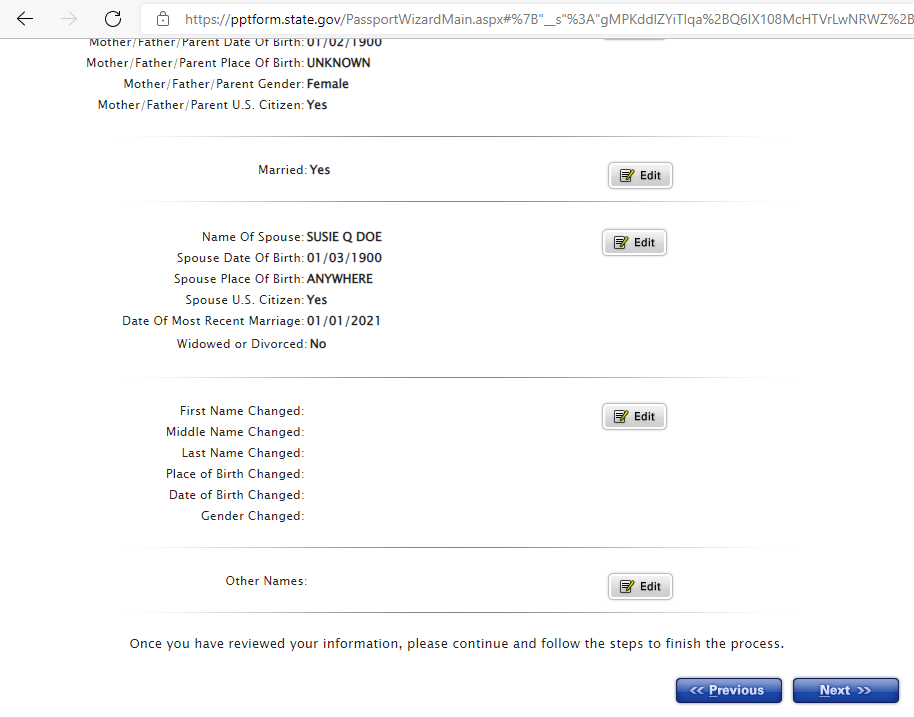 https://pptform.state.gov/PassportWizardMain.aspx#%7B"__s"%3A"gMPKddlZYiTlqa%2BQ6IX108McHTVrLwNRWZ%2B
Mother/Father/Parent Date Of Birth: 01/02/1900
Mother/Father/Parent Place Of Birth: UNKNOWN
Mother/Father/Parent Gender: Female
Mother/Father/Parent U.S. Citizen: Yes
Married: Yes
Edit
Name Of Spouse: SUSIE Q DOE
Edit
Spouse Date Of Birth: 01/03/1900
Spouse Place Of Birth: ANYWHERE
Spouse U.S. Citizen: Yes
Date Of Most Recent Marriage: 01/01/2021
Widowed or Divorced: No
First Name Changed:
Edit
Middle Name Changed:
Last Name Changed:
Place of Birth Changed:
Date of Birth Changed:
Gender Changed:
Other Names:
Edit
Once you have reviewed your information, please continue and follow the steps to finish the process.
<< Previous
Next >>